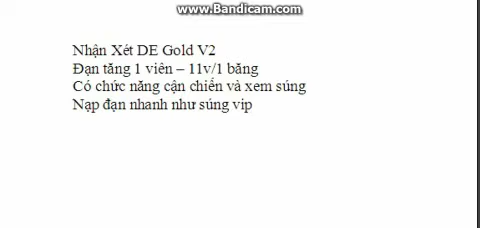 www.Bandicam.com
Nhận Xét DE Gold V2
Đạn tăng 1 viên – 11v/1 băng
Có chức năng cận chiến và xem súng
Nạp đạn nhanh như súng vip